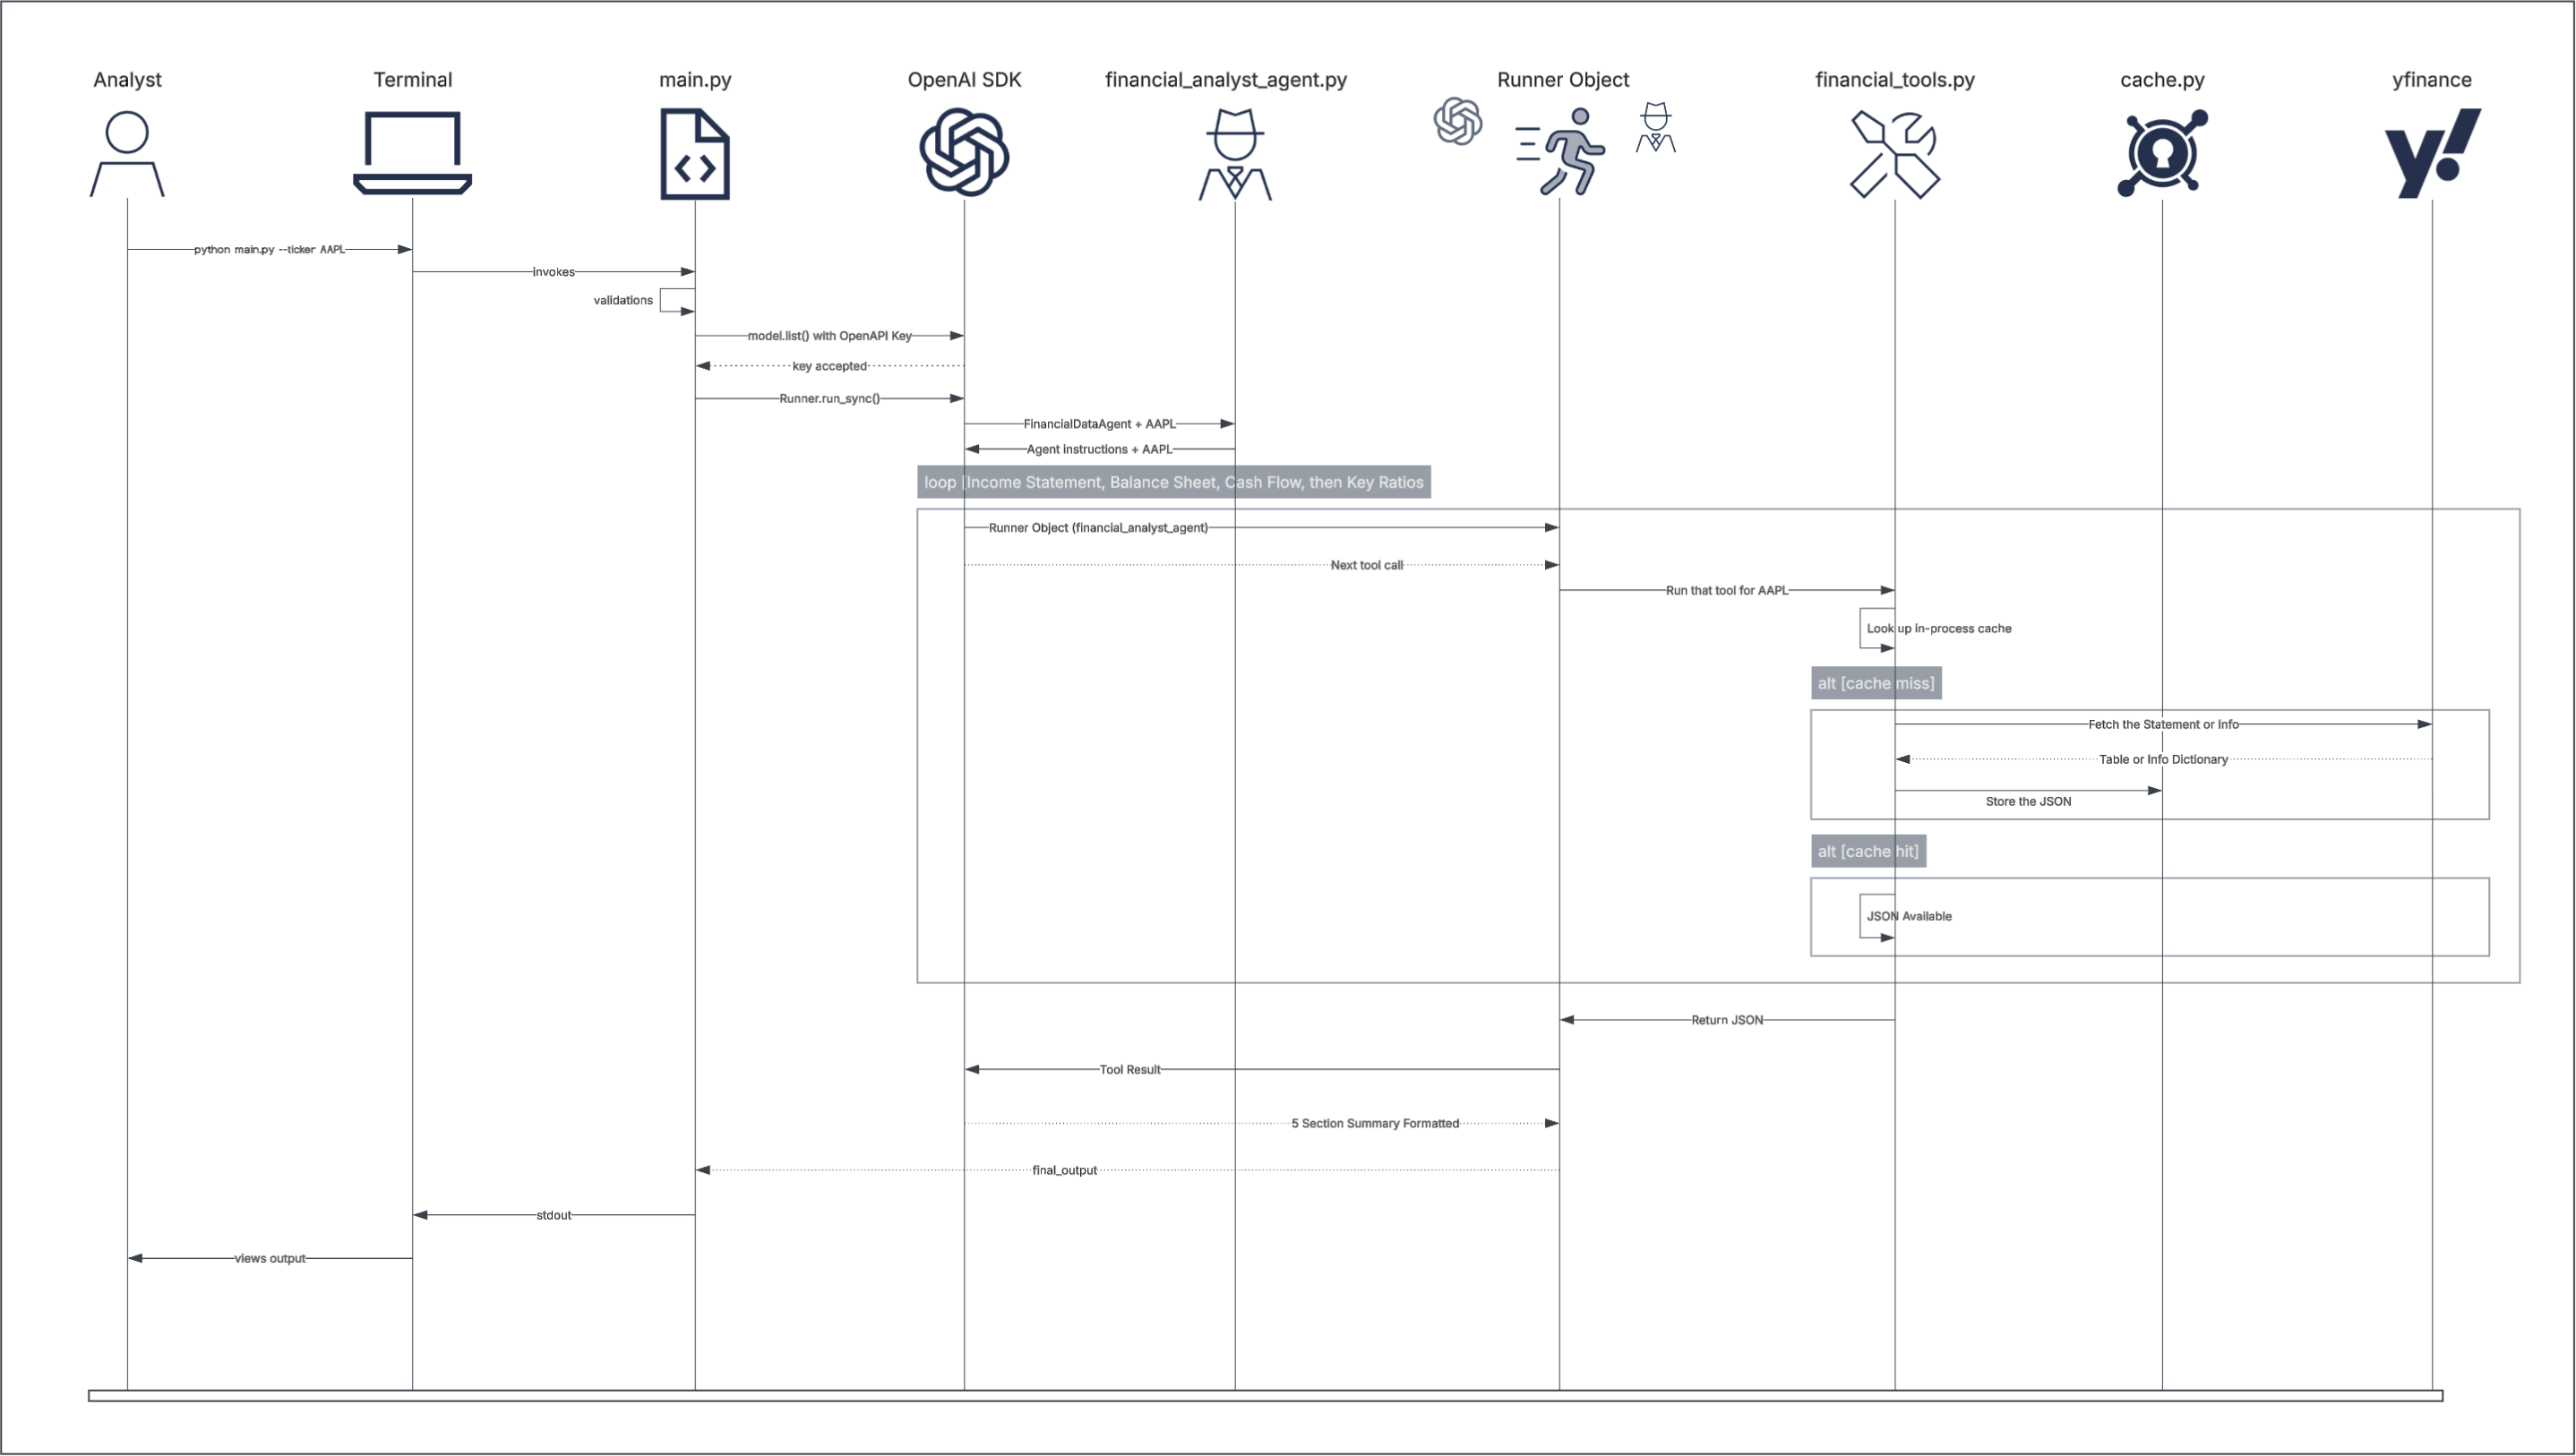 Analyst
Terminal
main.py
OpenAI SDK
financial_analyst_agent.py
Runner Object
financial_tools.py
cache.py
yfinance
y!
python main.py --ticker AAPL
invokes
validations
model.list() with OpenAPI Key
key accepted
Runner.run_sync()
FinancialDataAgent + AAPL
Agent instructions + AAPL
loop [Income Statement, Balance Sheet, Cash Flow, then Key Ratios
Runner Object (financial_analyst_agent)
Next tool call
Run that tool for AAPL
Look up in-process cache
alt [cache miss]
Fetch the Statement or Info
Table or Info Dictionary
Store the JSON
alt [cache hit]
JSON Available
Return JSON
Tool Result
5 Section Summary Formatted
final_output
stdout
views output